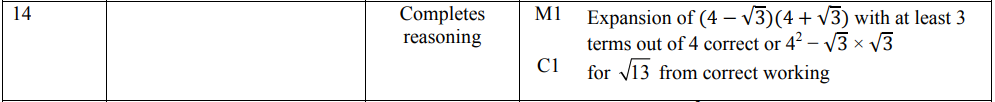 14 Completes M1 Expansion of (4 − √3)(4 + √3) with at least 3
reasoning terms out of 4 correct or 4² − √3 × √3
C1 for √13 from correct working